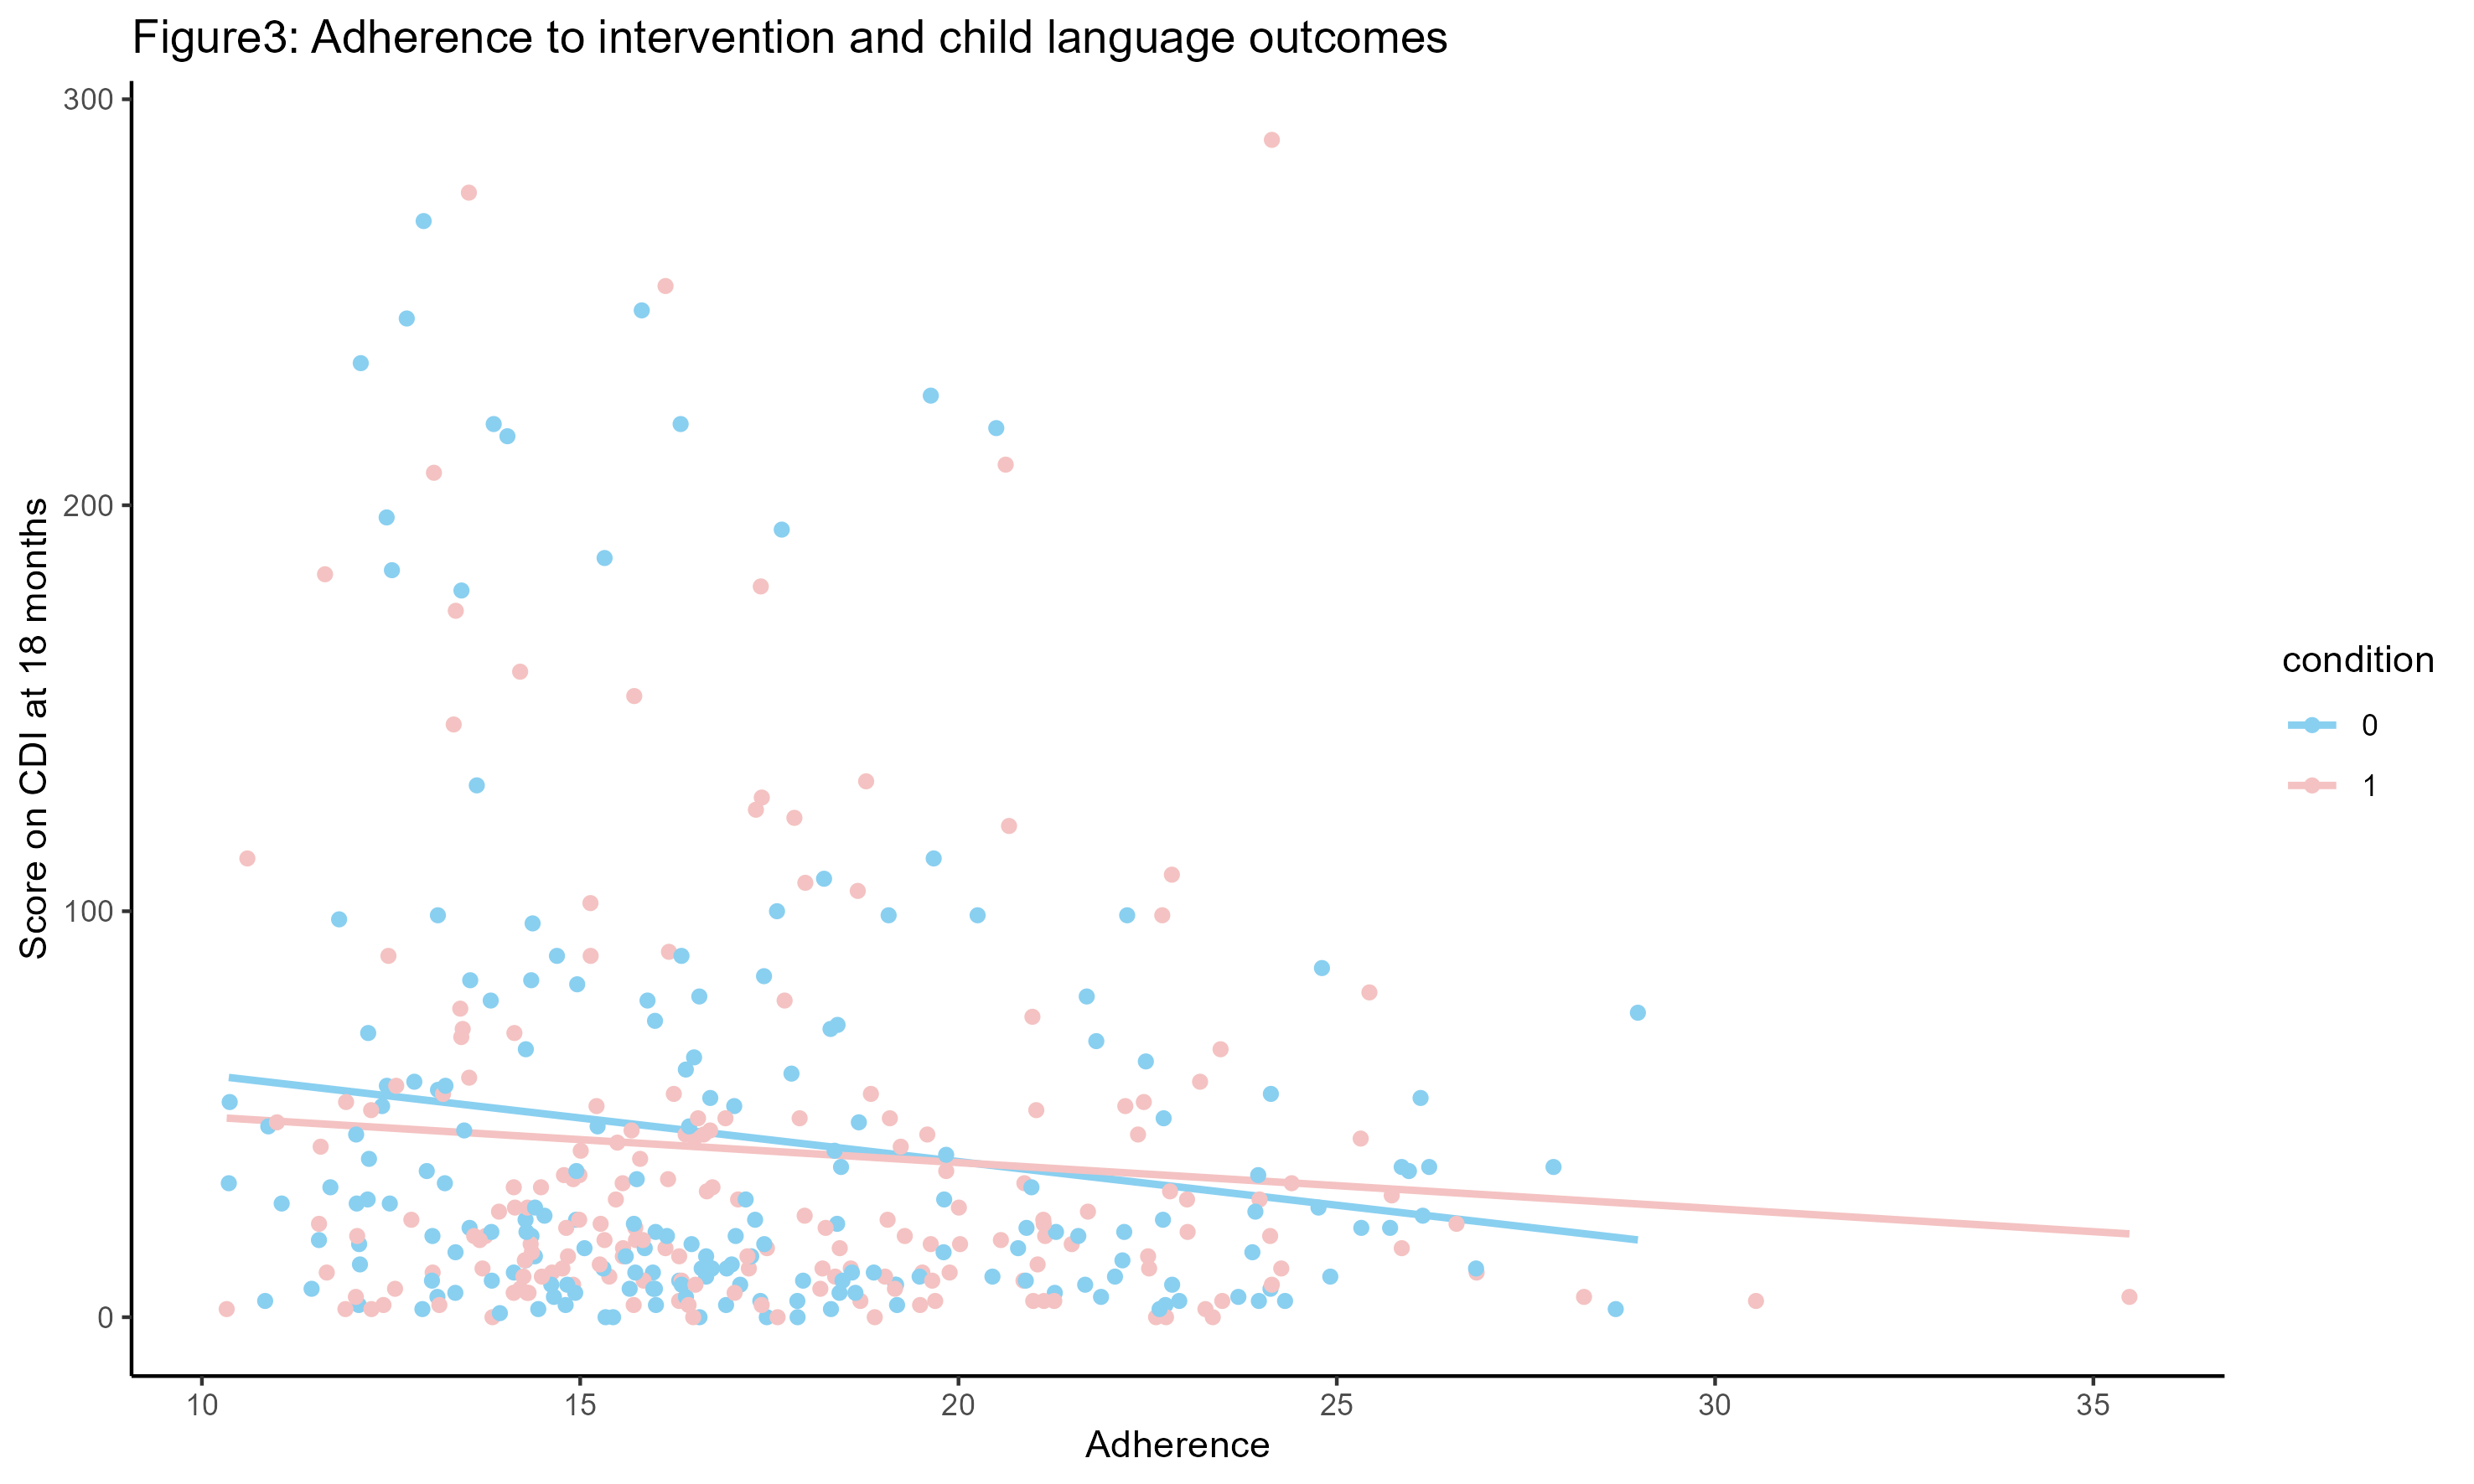 Figure3: Adherence to intervention and child language outcomes
300
200
100
0
Score on CDI at 18 months
10 15 20 25 30 35
Adherence
condition
0
1